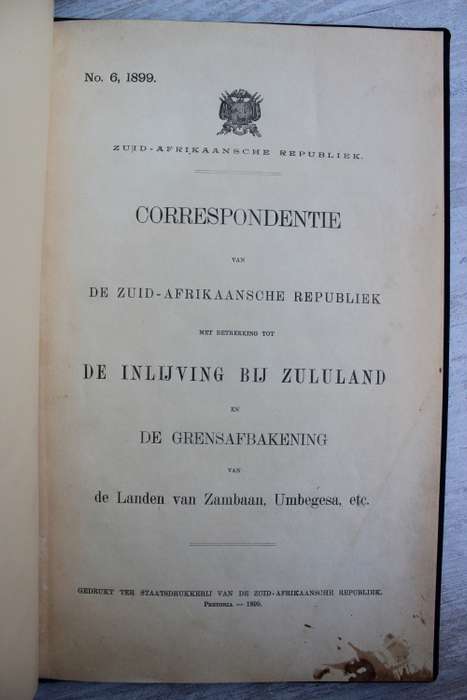 No. 6, 1899.
ZUID-AFRIKAANSCHE REPUBLIEK.
CORRESPONDENTIE
VAN
DE ZUID-AFRIKAANSCHE REPUBLIEK
MET BETREKKING TOT
DE INLIJVING BIJ ZULULAND
EN
DE GRENSAFBAKENING
VAN
de Landen van Zambaan, Umbegesa, etc.
GEDRUKT TER STAATSDRUKKERIJ VAN DE ZUID-AFRIKAANSCHE REPUBLIEK.
PRETORIA — 1899.